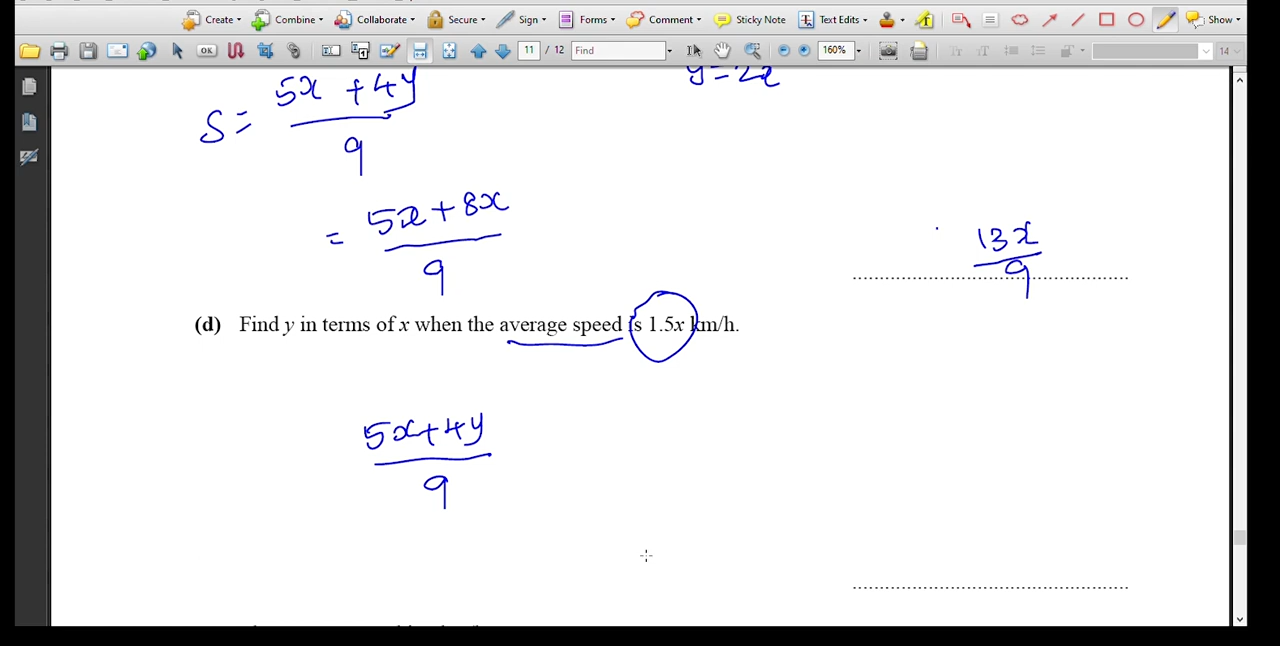 Create Combine Collaborate Secure Sign Forms Comment Sticky Note Text Edits Show
OK 11 / 12 Find 160% 14
S = 5x + 4y / 9
y = 2x
= 5x + 8x / 9
13x / 9
(d) Find y in terms of x when the average speed is 1.5x km/h.
5x + 4y / 9